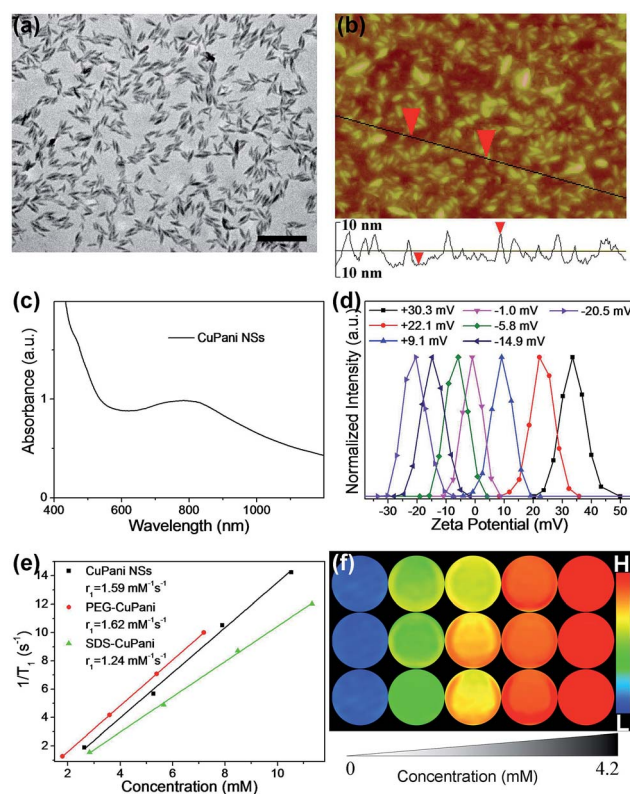 (a)
(b)
10 nm
10 nm
(c)
CuPani NSs
Absorbance (a.u.)
1
0
400 600 800 1000
Wavelength (nm)
(d)
+30.3 mV -1.0 mV -20.5 mV
+22.1 mV -5.8 mV
+9.1 mV -14.9 mV
Normalized Intensity (a.u.)
-30 -20 -10 0 10 20 30 40 50
Zeta Potential (mV)
(e)
CuPani NSs
r₁=1.59 mM⁻¹s⁻¹
PEG-CuPani
r₁=1.62 mM⁻¹s⁻¹
SDS-CuPani
r₁=1.24 mM⁻¹s⁻¹
1/T₁ (s⁻¹)
14
12
10
8
6
4
2
2 4 6 8 10
Concentration (mM)
(f)
H
L
0 Concentration (mM) 4.2